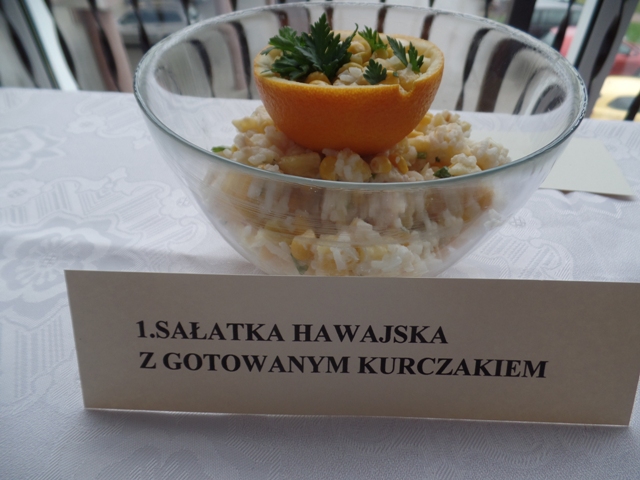 1.SAŁATKA HAWAJSKA
Z GOTOWANYM KURCZAKIEM